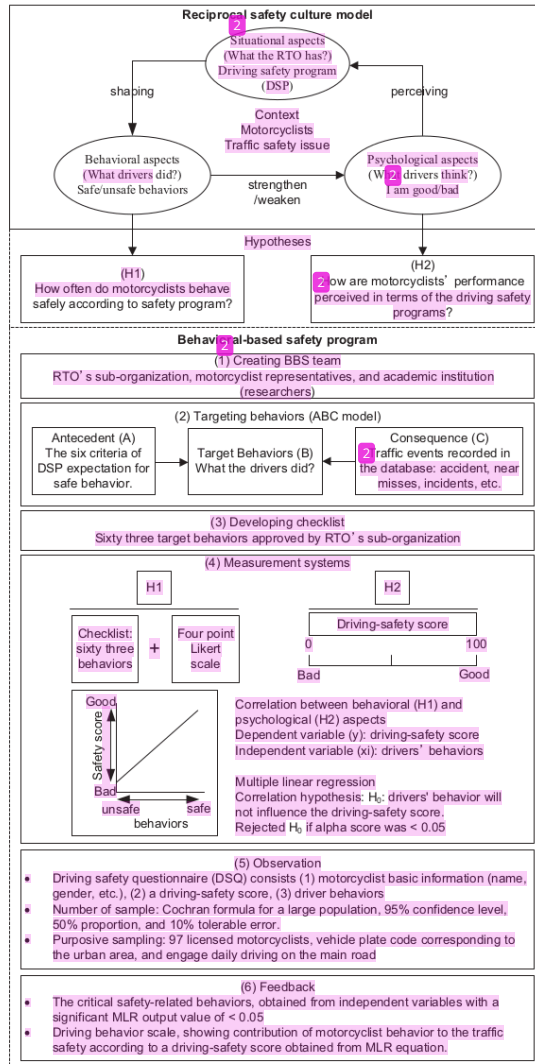 Reciprocal safety culture model
2
Situational aspects
(What the RTO has?)
Driving safety program
(DSP)
shaping
perceiving
Context
Motorcyclists
Traffic safety issue
Behavioral aspects
(What drivers did?)
Safe/unsafe behaviors
strengthen
/weaken
Psychological aspects
(What drivers think?)
2
I am good/bad
Hypotheses
(H1)
How often do motorcyclists behave
safely according to safety program?
(H2)
2
How are motorcyclists' performance
perceived in terms of the driving safety
programs?
Behavioral-based safety program
2
(1) Creating BBS team
RTO's sub-organization, motorcyclist representatives, and academic institution
(researchers)
(2) Targeting behaviors (ABC model)
Antecedent (A)
The six criteria of
DSP expectation for
safe behavior.
Target Behaviors (B)
What the drivers did?
Consequence (C)
2
Traffic events recorded in
the database: accident, near
misses, incidents, etc.
(3) Developing checklist
Sixty three target behaviors approved by RTO's sub-organization
(4) Measurement systems
H1
Checklist:
sixty three
behaviors
+
Four point
Likert
scale
H2
Driving-safety score
0 100
Bad Good
Good
Safety score
Bad
unsafe safe
behaviors
Correlation between behavioral (H1) and
psychological (H2) aspects
Dependent variable (y): driving-safety score
Independent variable (xi): drivers' behaviors
Multiple linear regression
Correlation hypothesis: H₀: drivers' behavior will
not influence the driving-safety score.
Rejected H₀ if alpha score was < 0.05
(5) Observation
• Driving safety questionnaire (DSQ) consists (1) motorcyclist basic information (name,
gender, etc.), (2) a driving-safety score, (3) driver behaviors
• Number of sample: Cochran formula for a large population, 95% confidence level,
50% proportion, and 10% tolerable error.
• Purposive sampling: 97 licensed motorcyclists, vehicle plate code corresponding to
the urban area, and engage daily driving on the main road
(6) Feedback
• The critical safety-related behaviors, obtained from independent variables with a
significant MLR output value of < 0.05
• Driving behavior scale, showing contribution of motorcyclist behavior to the traffic
safety according to a driving-safety score obtained from MLR equation.